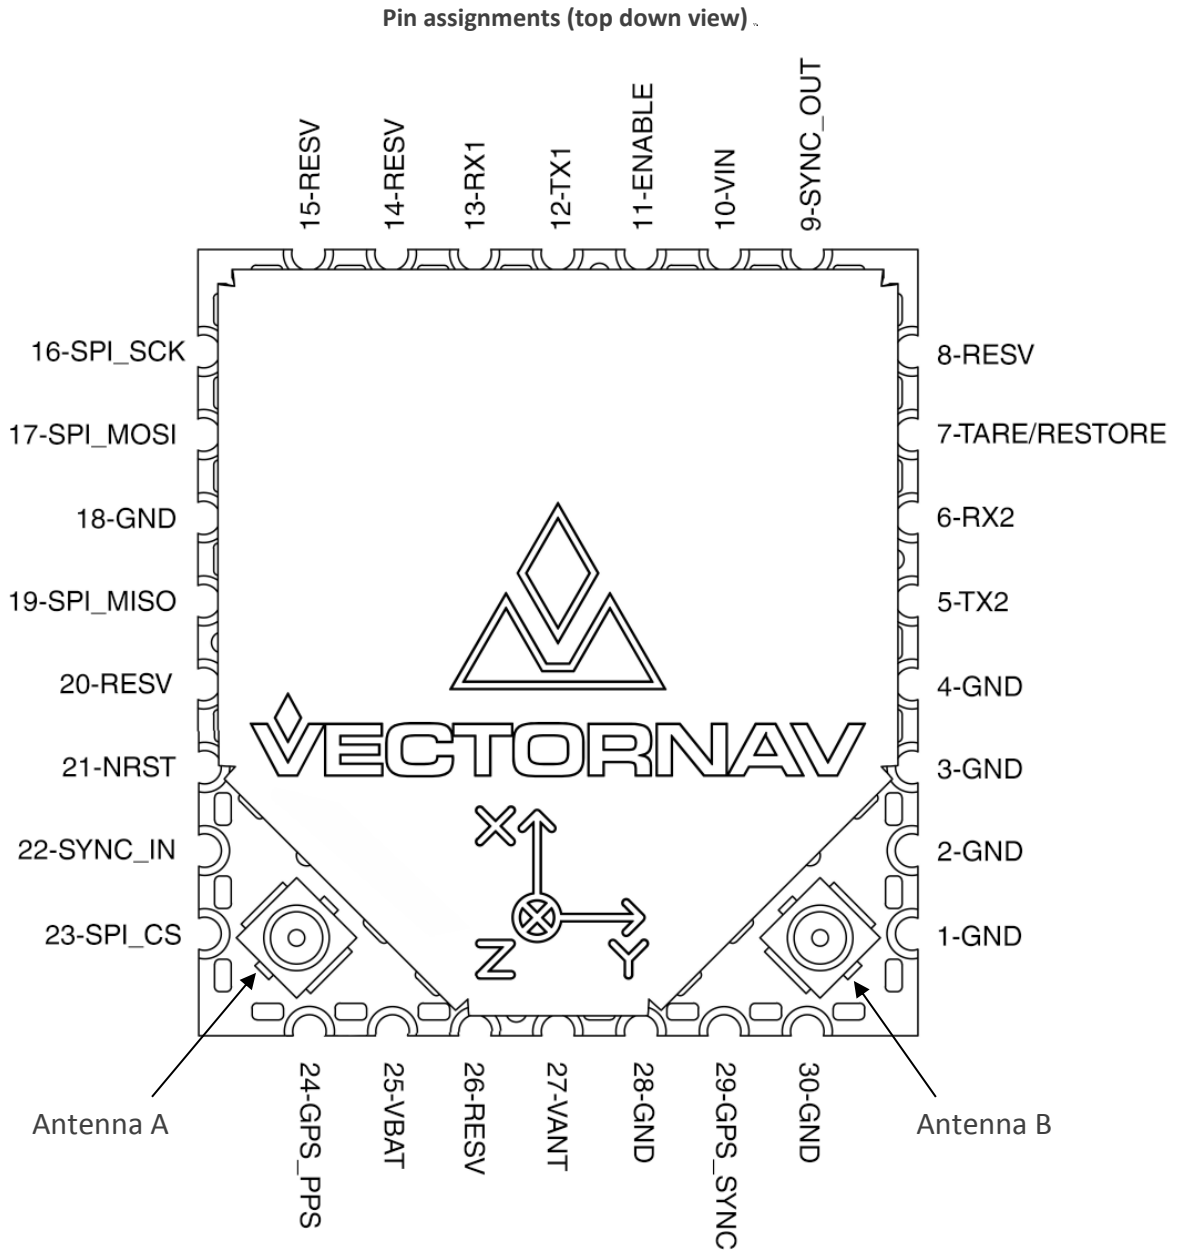 Pin assignments (top down view)
15-RESV
14-RESV
13-RX1
12-TX1
11-ENABLE
10-VIN
9-SYNC_OUT
16-SPI_SCK
17-SPI_MOSI
18-GND
19-SPI_MISO
20-RESV
21-NRST
22-SYNC_IN
23-SPI_CS
8-RESV
7-TARE/RESTORE
6-RX2
5-TX2
4-GND
3-GND
2-GND
1-GND
VECTORNAV
X
Z
Y
Antenna A
Antenna B
24-GPS_PPS
25-VBAT
26-RESV
27-VANT
28-GND
29-GPS_SYNC
30-GND